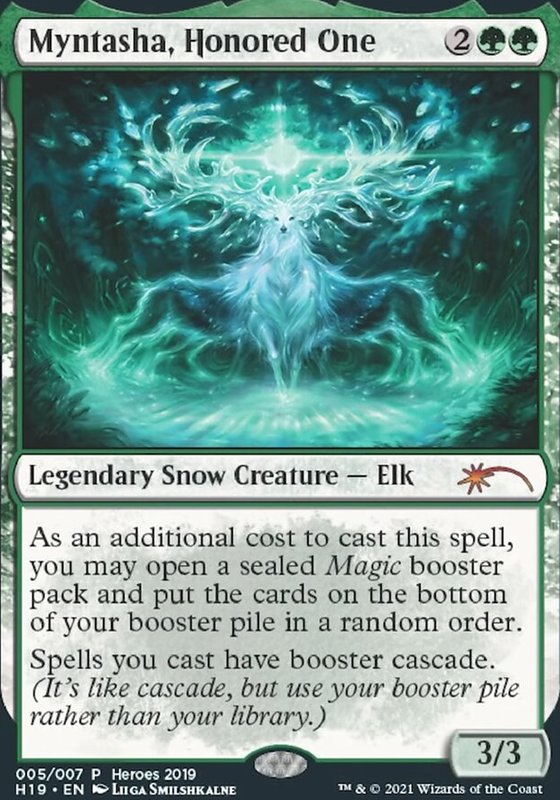 Myntasha, Honored One 2
Legendary Snow Creature — Elk
As an additional cost to cast this spell,
you may open a sealed Magic booster
pack and put the cards on the bottom
of your booster pile in a random order.
Spells you cast have booster cascade.
(It's like cascade, but use your booster pile
rather than your library.)
3/3
005/007 P Heroes 2019
H19 • EN LIIGA SMILSHKALNE
™ & © 2021 Wizards of the Coast